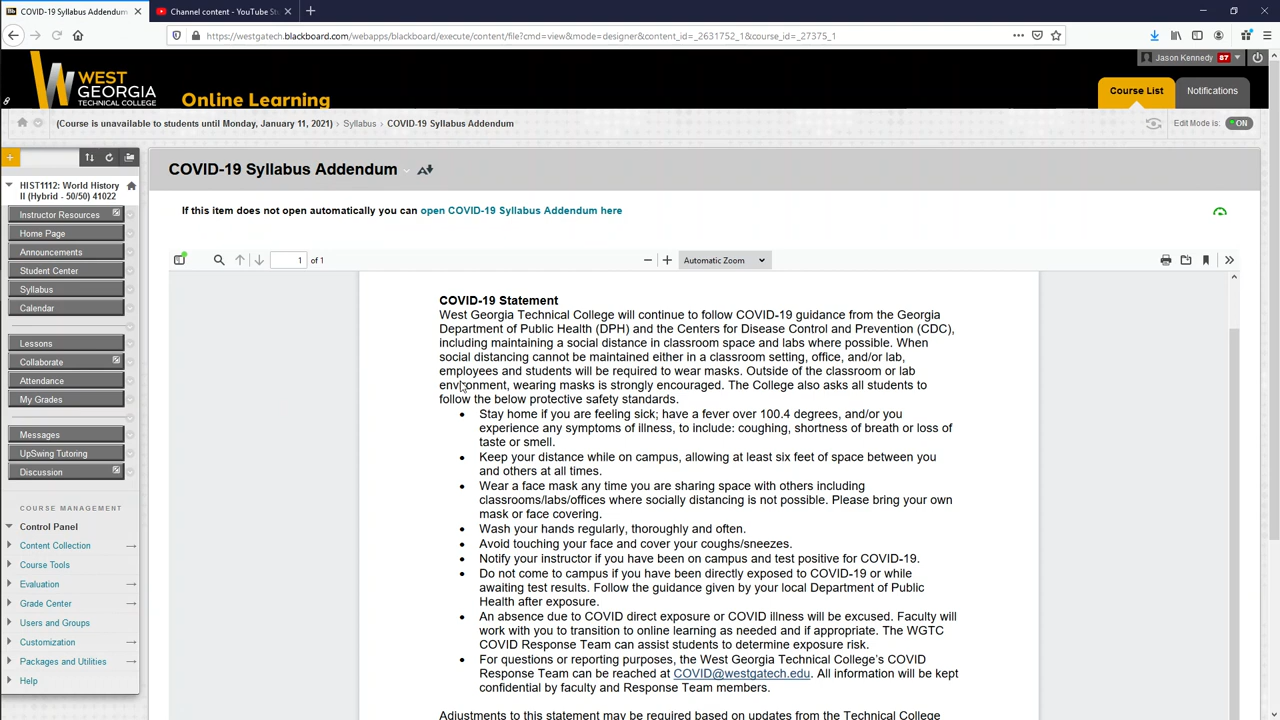 COVID-19 Syllabus Addendum
Channel content - YouTube St
https://westgatech.blackboard.com/webapps/blackboard/execute/content/file?cmd=view&mode=designer&content_id=_2631752_1&course_id=_27375_1
Jason Kennedy 87
WEST
GEORGIA
TECHNICAL COLLEGE
Online Learning
Course List
Notifications
(Course is unavailable to students until Monday, January 11, 2021)
Syllabus
COVID-19 Syllabus Addendum
Edit Mode is: ON
HIST1112: World History
II (Hybrid - 50/50) 41022
Instructor Resources
Home Page
Announcements
Student Center
Syllabus
Calendar
Lessons
Collaborate
Attendance
My Grades
Messages
UpSwing Tutoring
Discussion
COURSE MANAGEMENT
Control Panel
Content Collection
Course Tools
Evaluation
Grade Center
Users and Groups
Customization
Packages and Utilities
Help
COVID-19 Syllabus Addendum
If this item does not open automatically you can open COVID-19 Syllabus Addendum here
1 of 1
Automatic Zoom
COVID-19 Statement
West Georgia Technical College will continue to follow COVID-19 guidance from the Georgia
Department of Public Health (DPH) and the Centers for Disease Control and Prevention (CDC),
including maintaining a social distance in classroom space and labs where possible. When
social distancing cannot be maintained either in a classroom setting, office, and/or lab,
employees and students will be required to wear masks. Outside of the classroom or lab
environment, wearing masks is strongly encouraged. The College also asks all students to
follow the below protective safety standards.
• Stay home if you are feeling sick; have a fever over 100.4 degrees, and/or you
experience any symptoms of illness, to include: coughing, shortness of breath or loss of
taste or smell.
• Keep your distance while on campus, allowing at least six feet of space between you
and others at all times.
• Wear a face mask any time you are sharing space with others including
classrooms/labs/offices where socially distancing is not possible. Please bring your own
mask or face covering.
• Wash your hands regularly, thoroughly and often.
• Avoid touching your face and cover your coughs/sneezes.
• Notify your instructor if you have been on campus and test positive for COVID-19.
• Do not come to campus if you have been directly exposed to COVID-19 or while
awaiting test results. Follow the guidance given by your local Department of Public
Health after exposure.
• An absence due to COVID direct exposure or COVID illness will be excused. Faculty will
work with you to transition to online learning as needed and if appropriate. The WGTC
COVID Response Team can assist students to determine exposure risk.
• For questions or reporting purposes, the West Georgia Technical College's COVID
Response Team can be reached at COVID@westgatech.edu. All information will be kept
confidential by faculty and Response Team members.
Adjustments to this statement may be required based on updates from the Technical College